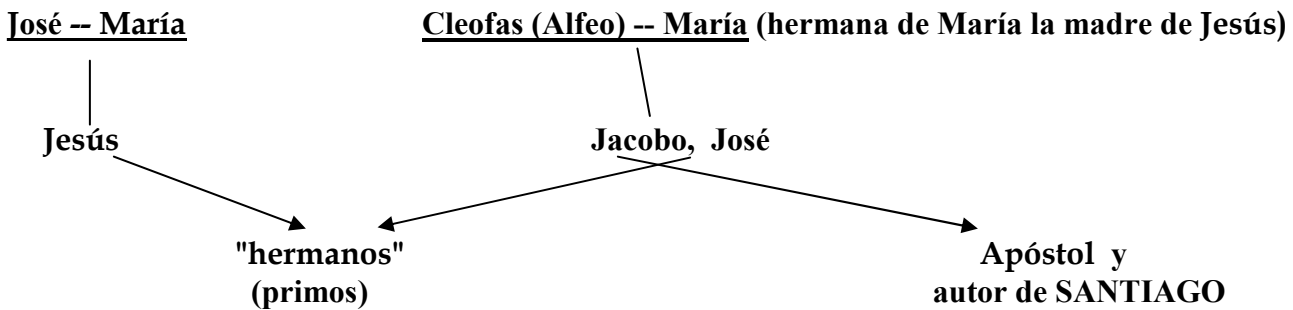 José -- María Cleofas (Alfeo) -- María (hermana de María la madre de Jesús)
Jesús Jacobo, José
"hermanos" Apóstol y
(primos) autor de SANTIAGO